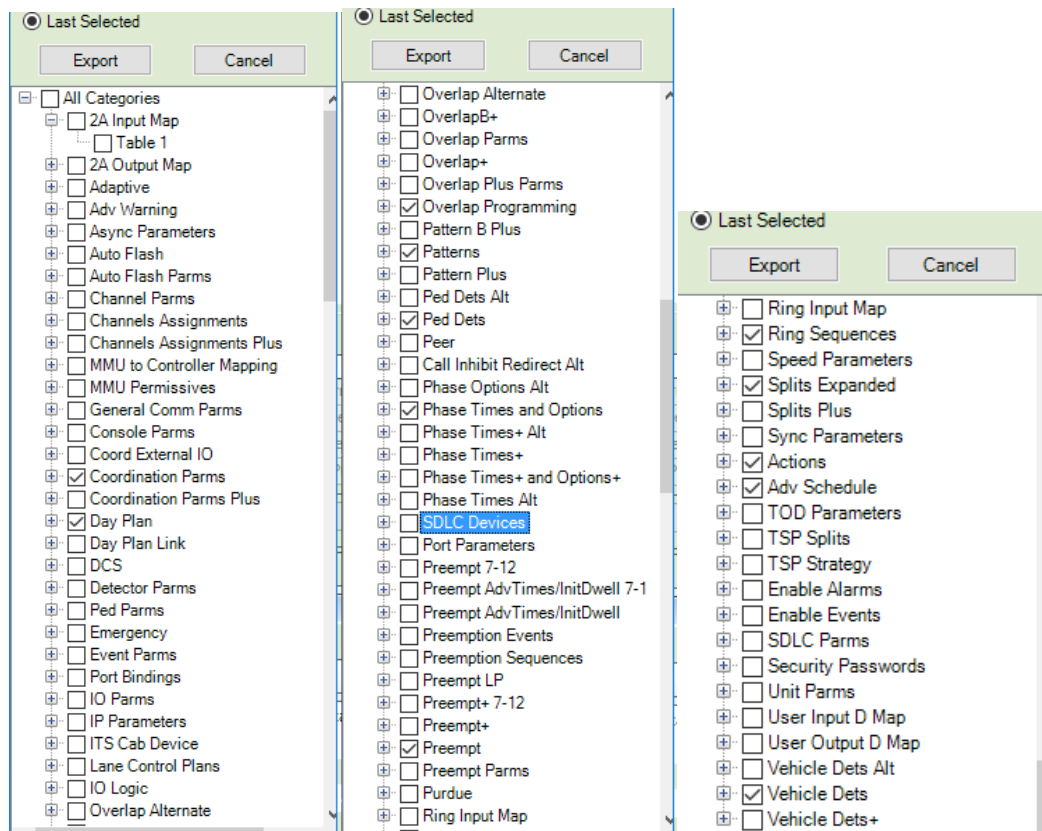 Last Selected
Export Cancel
All Categories
2A Input Map
Table 1
2A Output Map
Adaptive
Adv Warning
Async Parameters
Auto Flash
Auto Flash Parms
Channel Parms
Channels Assignments
Channels Assignments Plus
MMU to Controller Mapping
MMU Permissives
General Comm Parms
Console Parms
Coord External IO
Coordination Parms
Coordination Parms Plus
Day Plan
Day Plan Link
DCS
Detector Parms
Ped Parms
Emergency
Event Parms
Port Bindings
IO Parms
IP Parameters
ITS Cab Device
Lane Control Plans
IO Logic
Overlap Alternate
Last Selected
Export Cancel
Overlap Alternate
OverlapB+
Overlap Parms
Overlap+
Overlap Plus Parms
Overlap Programming
Pattern B Plus
Patterns
Pattern Plus
Ped Dets Alt
Ped Dets
Peer
Call Inhibit Redirect Alt
Phase Options Alt
Phase Times and Options
Phase Times+ Alt
Phase Times+
Phase Times+ and Options+
Phase Times Alt
SDLC Devices
Port Parameters
Preempt 7-12
Preempt AdvTimes/InitDwell 7-1
Preempt AdvTimes/InitDwell
Preemption Events
Preemption Sequences
Preempt LP
Preempt+ 7-12
Preempt+
Preempt
Preempt Parms
Purdue
Ring Input Map
Last Selected
Export Cancel
Ring Input Map
Ring Sequences
Speed Parameters
Splits Expanded
Splits Plus
Sync Parameters
Actions
Adv Schedule
TOD Parameters
TSP Splits
TSP Strategy
Enable Alarms
Enable Events
SDLC Parms
Security Passwords
Unit Parms
User Input D Map
User Output D Map
Vehicle Dets Alt
Vehicle Dets
Vehicle Dets+